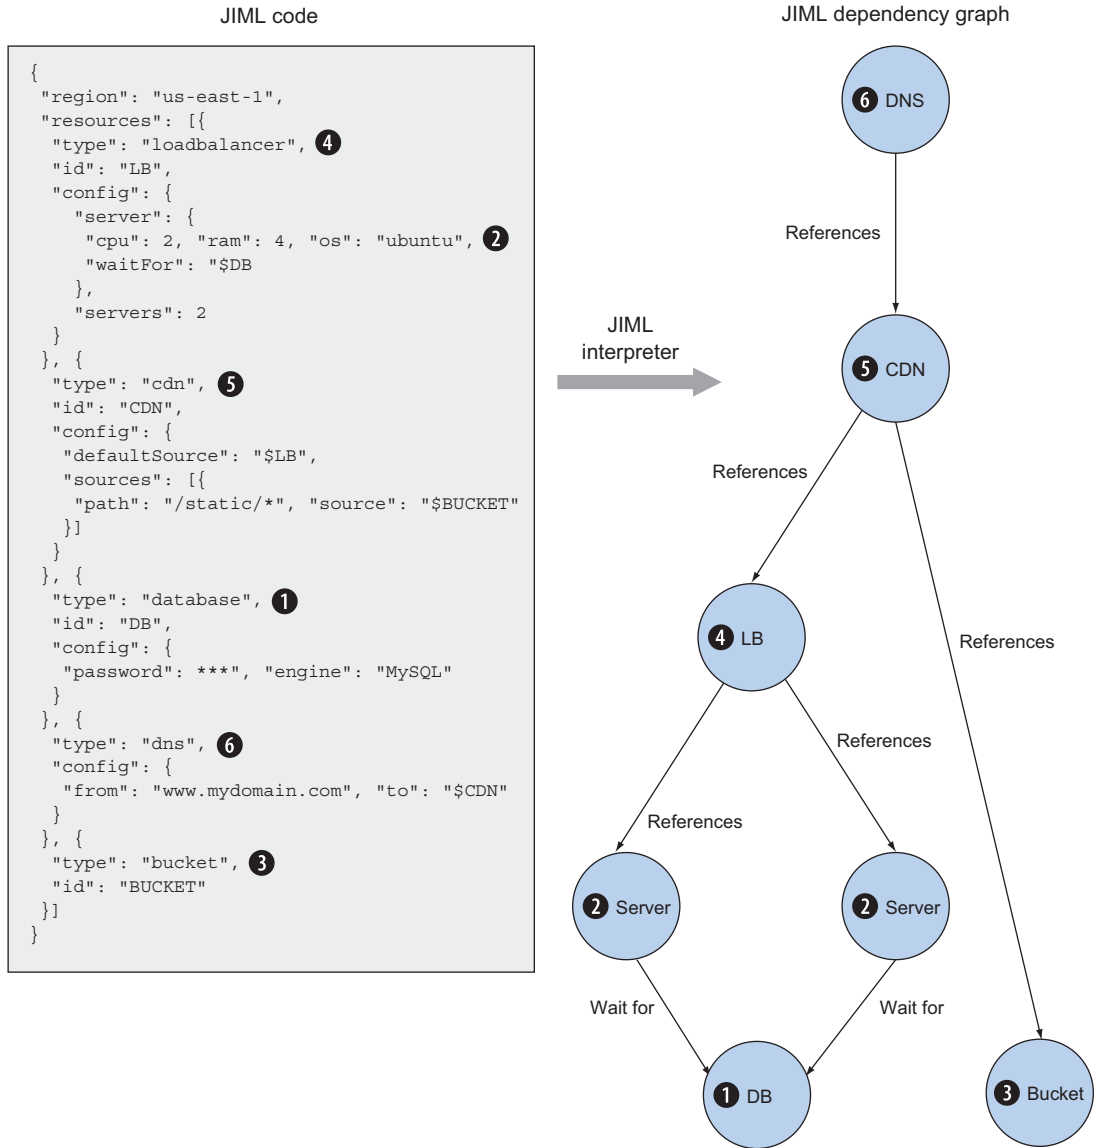 JIML code
{
"region": "us-east-1",
"resources": [{
"type": "loadbalancer", 4
"id": "LB",
"config": {
"server": {
"cpu": 2, "ram": 4, "os": "ubuntu", 2
"waitFor": "$DB
},
"servers": 2
}
}, {
"type": "cdn", 5
"id": "CDN",
"config": {
"defaultSource": "$LB",
"sources": [{
"path": "/static/*", "source": "$BUCKET"
}]
}
}, {
"type": "database", 1
"id": "DB",
"config": {
"password": ***", "engine": "MySQL"
}
}, {
"type": "dns", 6
"config": {
"from": "www.mydomain.com", "to": "$CDN"
}
}, {
"type": "bucket", 3
"id": "BUCKET"
}]
}
JIML
interpreter
JIML dependency graph
6 DNS
References
5 CDN
References
References
4 LB
References
References
2 Server
2 Server
Wait for
Wait for
1 DB
3 Bucket